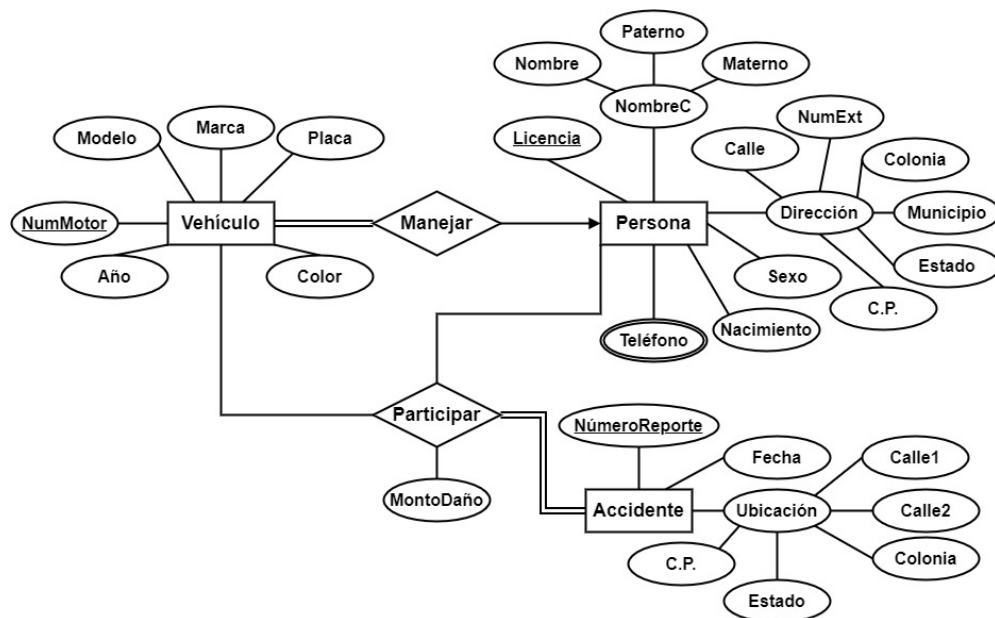 Paterno
Nombre
Materno
NombreC
NumExt
Licencia
Calle
Colonia
Marca
Modelo
Placa
NumMotor
Vehículo
Manejar
Persona
Dirección
Municipio
Año
Color
Sexo
Estado
C.P.
Teléfono
Nacimiento
Participar
NúmeroReporte
Fecha
Calle1
MontoDaño
Accidente
Ubicación
Calle2
C.P.
Colonia
Estado